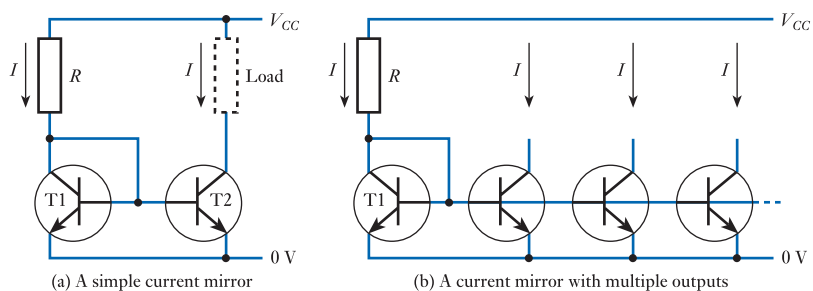 V_CC
I R I Load
T1 T2
0 V
(a) A simple current mirror
V_CC
I R I I I
T1
0 V
(b) A current mirror with multiple outputs